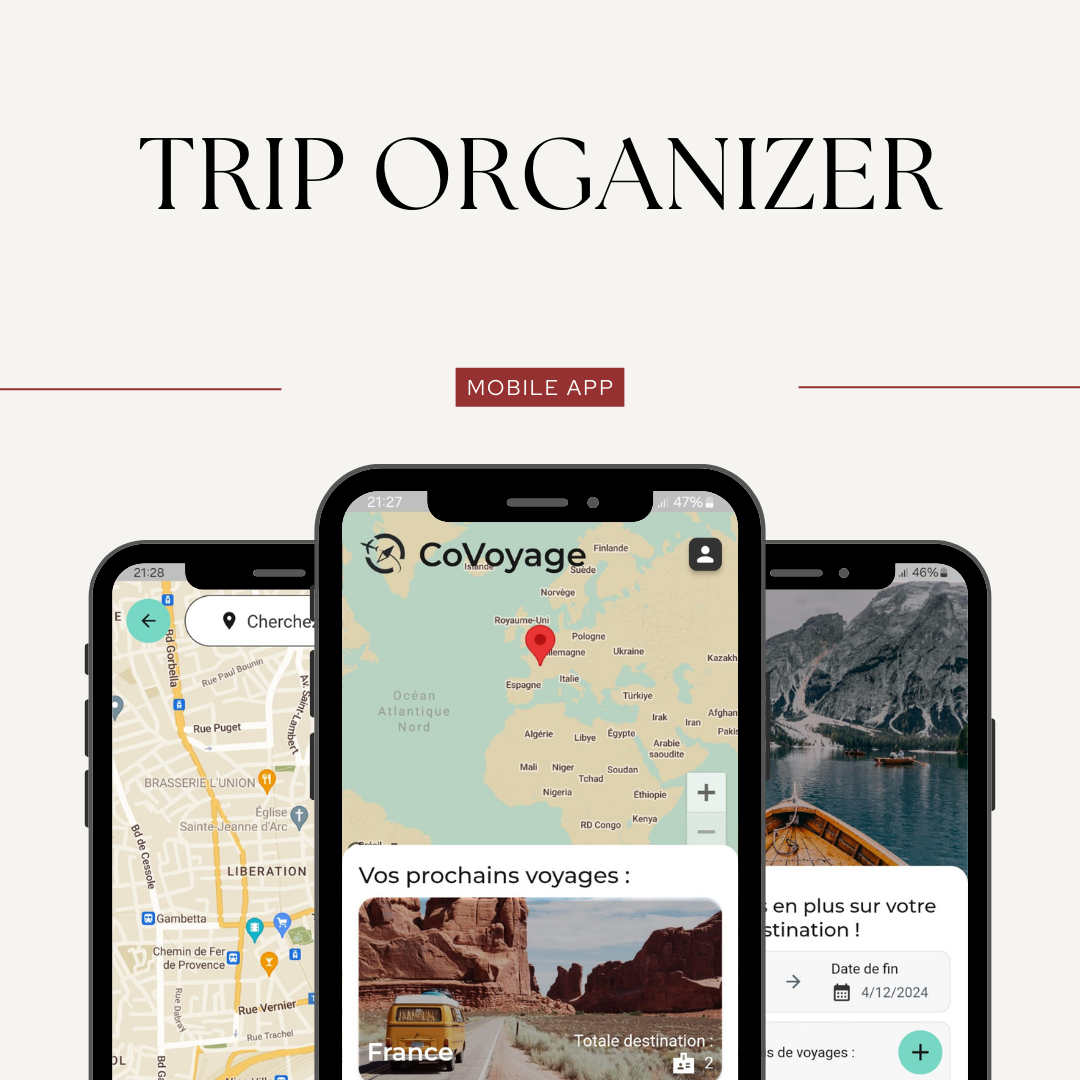 TRIP ORGANIZER
MOBILE APP
21:28
E
Cherchez
Bd Gorbella
Rue Paul Bounin
Av. Saint-Lambert
Rue Puget
BRASSERIE L'UNION
Église
Sainte-Jeanne d'Arc
Bd de Cessole
LIBERATION
Gambetta
Chemin de Fer
de Provence
Rue Dabray
Rue Vernier
Rue Trachel
OL
21:27
47%
CoVoyage
Islande
Finlande
Suède
Norvège
Royaume-Uni
Pologne
llemagne
Ukraine
Kazakh
Espagne
Italie
Türkiye
Océan
Atlantique
Nord
Irak
Iran
Afghan
Pakis
Algérie
Libye
Égypte
Arabie
saoudite
Mali
Niger
Tchad
Soudan
Nigeria
Éthiopie
RD Congo
Kenya
+
−
Vos prochains voyages :
France
Totale destination :
2
46%
s en plus sur votre
stination !
Date de fin
4/12/2024
s de voyages :
+